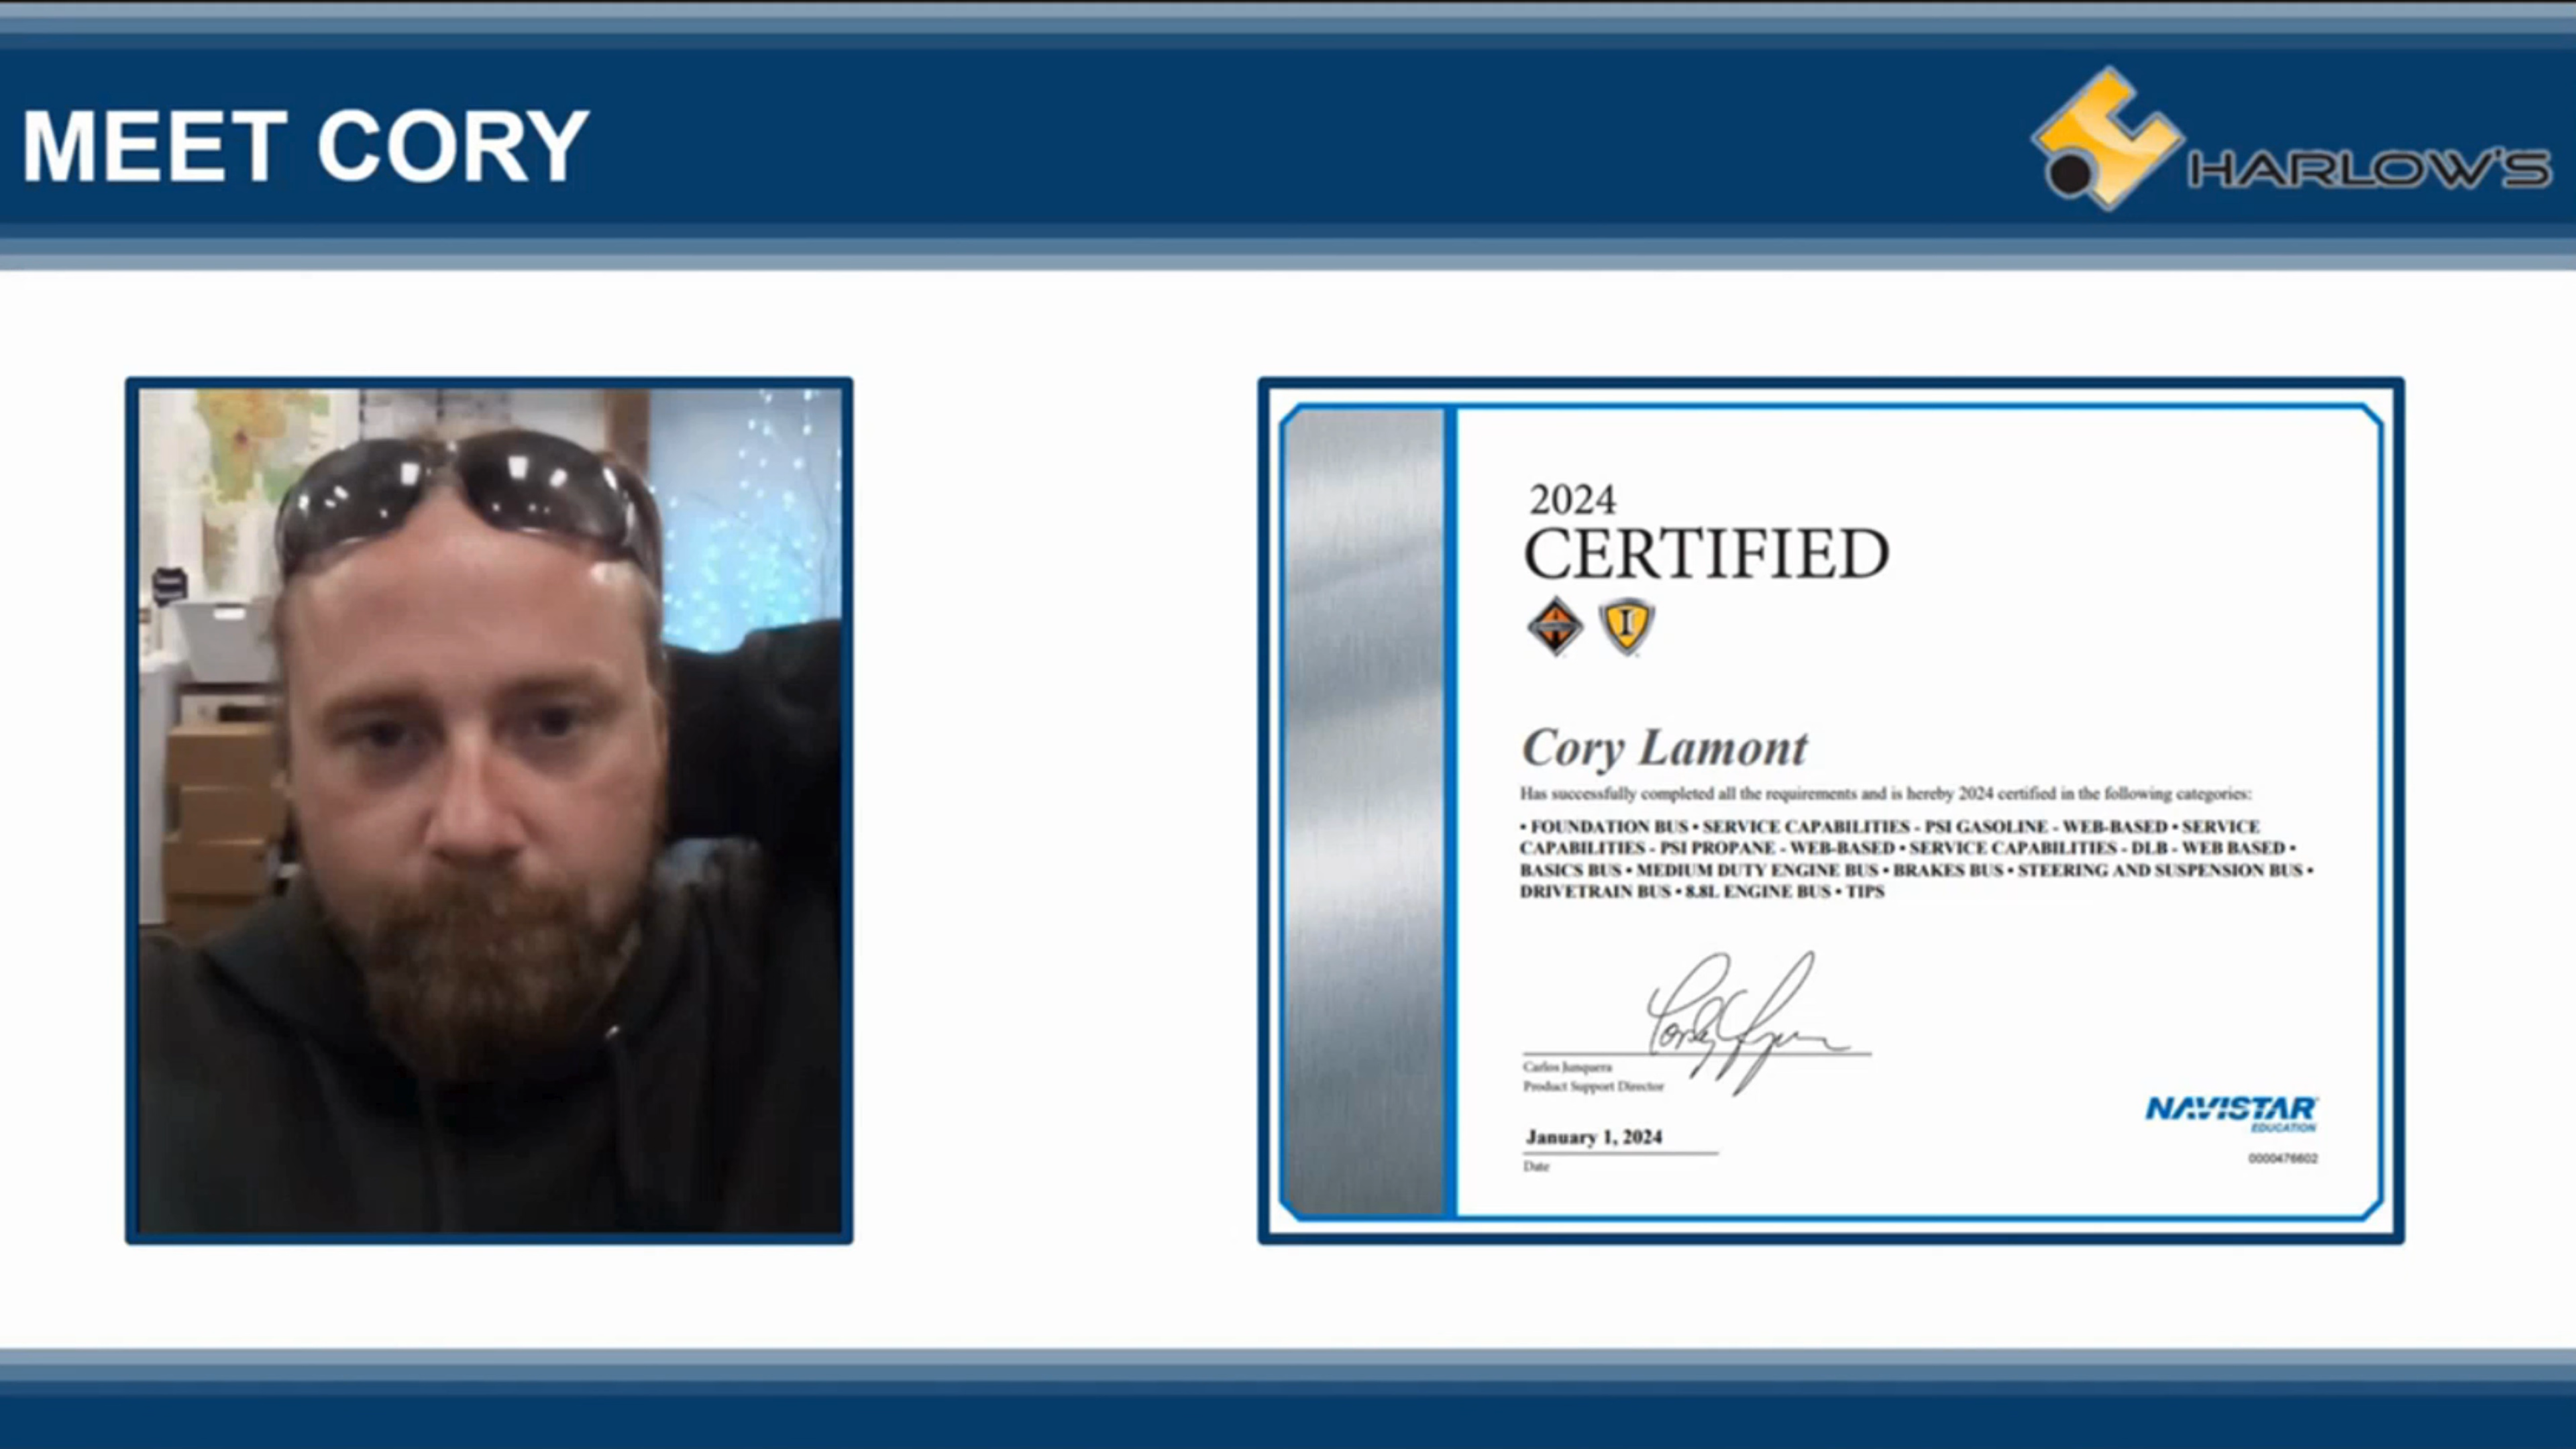 MEET CORY
HARLOW'S
2024
CERTIFIED
I
Cory Lamont
Has successfully completed all the requirements and is hereby 2024 certified in the following categories:
• FOUNDATION BUS • SERVICE CAPABILITIES - PSI GASOLINE - WEB-BASED • SERVICE
CAPABILITIES - PSI PROPANE - WEB-BASED • SERVICE CAPABILITIES - DLB - WEB BASED •
BASICS BUS • MEDIUM DUTY ENGINE BUS • BRAKES BUS • STEERING AND SUSPENSION BUS •
DRIVETRAIN BUS • 8.8L ENGINE BUS • TIPS
Carlos Junquera
Product Support Director
January 1, 2024
Date
NAVISTAR
EDUCATION
0000476602